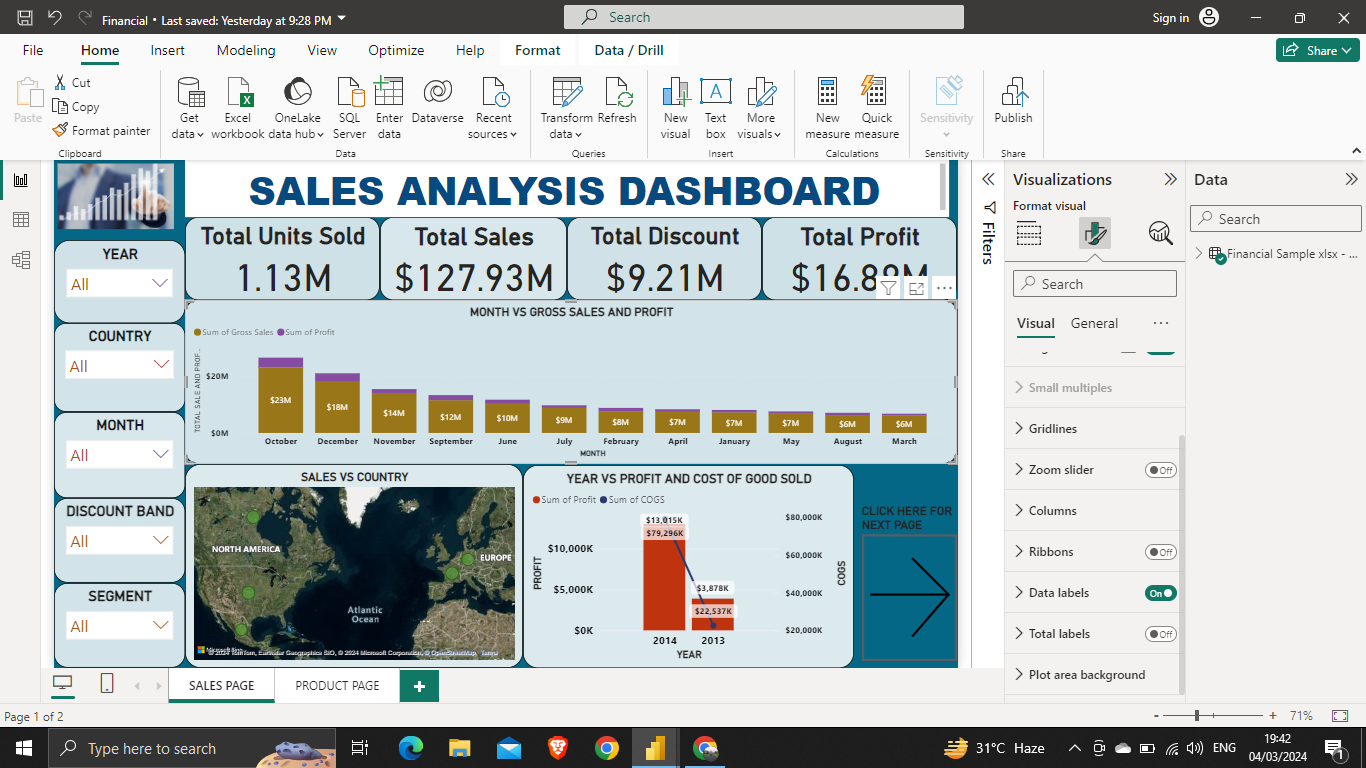 Financial • Last saved: Yesterday at 9:28 PM
Search
Sign in
File Home Insert Modeling View Optimize Help Format Data / Drill
Share
Paste
Cut
Copy
Format painter
Clipboard
Get data
Excel workbook
OneLake data hub
SQL Server
Enter data
Dataverse
Recent sources
Data
Transform data
Refresh
Queries
New visual
Text box
More visuals
Insert
New measure
Quick measure
Calculations
Sensitivity
Sensitivity
Publish
Share
SALES ANALYSIS DASHBOARD
Total Units Sold
1.13M
Total Sales
$127.93M
Total Discount
$9.21M
Total Profit
YEAR
All
COUNTRY
All
MONTH
All
DISCOUNT BAND
All
SEGMENT
All
MONTH VS GROSS SALES AND PROFIT
Sum of Gross Sales Sum of Profit
TOTAL SALE AND PROF...
$20M
$0M
$23M $18M $14M $12M $10M $9M $8M $7M $7M $7M $6M $6M
October December November September June July February April January May August March
MONTH
SALES VS COUNTRY
NORTH AMERICA
EUROPE
Atlantic
Ocean
© 2024 TomTom, Earthstar Geographics SIO, © 2024 Microsoft Corporation, © OpenStreetMap Terms
YEAR VS PROFIT AND COST OF GOOD SOLD
Sum of Profit Sum of COGS
PROFIT
$10,000K
$5,000K
$0K
$13,015K
$79,296K
$3,878K
$22,537K
$80,000K
$60,000K
$40,000K
$20,000K
COGS
2014 2013
YEAR
CLICK HERE FOR
NEXT PAGE
Filters
Visualizations
Format visual
Search
Visual General
Small multiples
Gridlines
Zoom slider Off
Columns
Ribbons Off
Data labels On
Total labels Off
Plot area background
Data
Search
Financial Sample xlsx - ...
SALES PAGE PRODUCT PAGE
Page 1 of 2
- + 71%
Type here to search
31°C Haze
ENG
19:42
04/03/2024
1